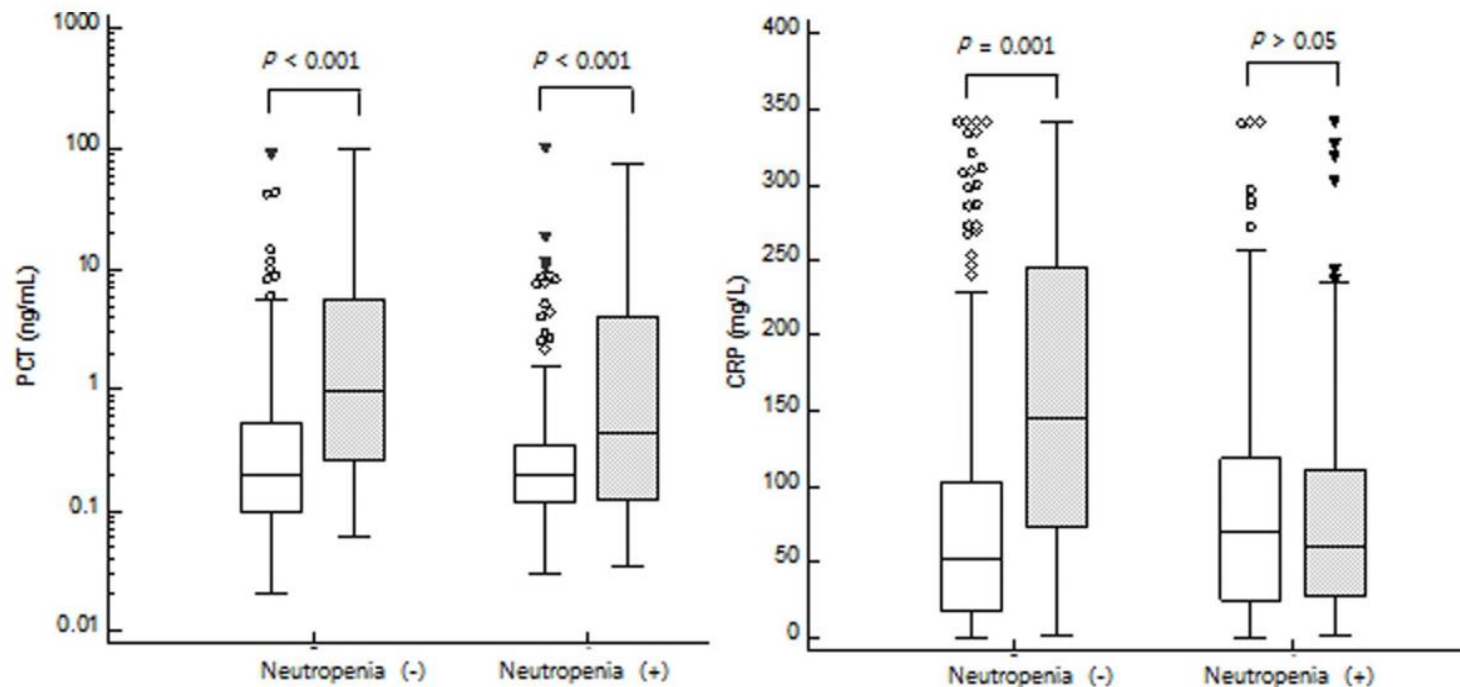 1000
100
10
1
0.1
0.01
PCT (ng/mL)
p < 0.001
p < 0.001
Neutropenia (-)
Neutropenia (+)
400
350
300
250
200
150
100
50
0
CRP (mg/L)
p = 0.001
p > 0.05
Neutropenia (-)
Neutropenia (+)